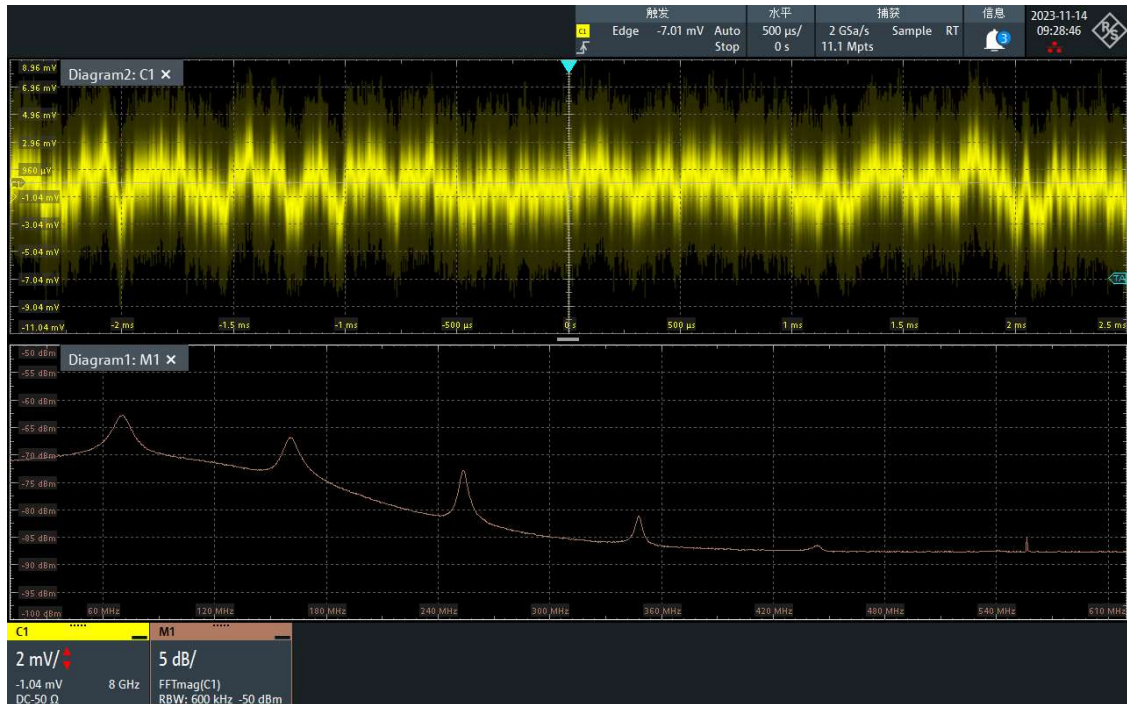 触发
水平
捕获
信息
2023-11-14
C1 Edge -7.01 mV Auto
500 µs/
2 GSa/s Sample RT
3
09:28:46
Stop
0 s
11.1 Mpts
R&S
Diagram2: C1 ×
8.96 mV
6.96 mV
4.96 mV
2.96 mV
960 µV
C1
-1.04 mV
-3.04 mV
-5.04 mV
-7.04 mV
TA
-9.04 mV
-11.04 mV
-2 ms
-1.5 ms
-1 ms
-500 µs
0 s
500 µs
1 ms
1.5 ms
2 ms
2.5 ms
Diagram1: M1 ×
-50 dBm
-55 dBm
-60 dBm
-65 dBm
-70 dBm
-75 dBm
-80 dBm
-85 dBm
-90 dBm
-95 dBm
-100 dBm
60 MHz
120 MHz
180 MHz
240 MHz
300 MHz
360 MHz
420 MHz
480 MHz
540 MHz
610 MHz
C1
2 mV/
-1.04 mV 8 GHz
DC-50 Ω
M1
5 dB/
FFTmag(C1)
RBW: 600 kHz -50 dBm